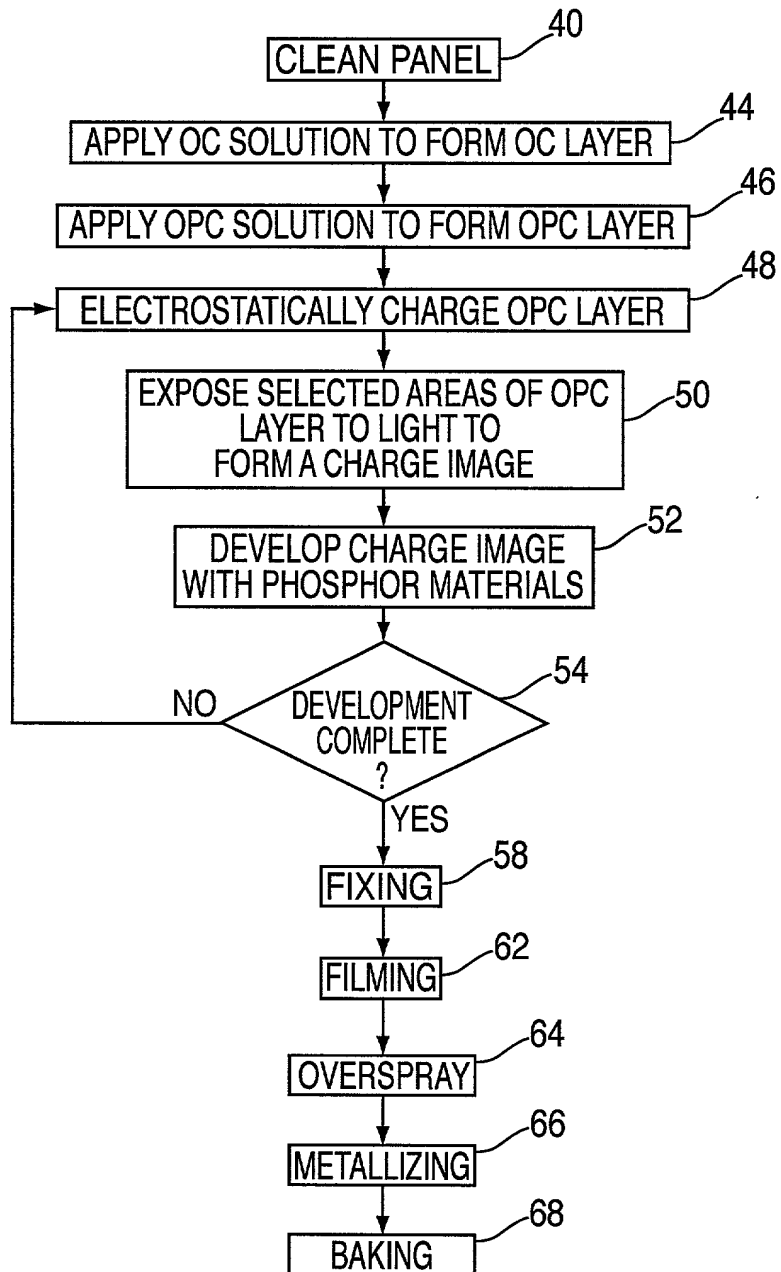 40
CLEAN PANEL
44
APPLY OC SOLUTION TO FORM OC LAYER
46
APPLY OPC SOLUTION TO FORM OPC LAYER
48
ELECTROSTATICALLY CHARGE OPC LAYER
EXPOSE SELECTED AREAS OF OPC
LAYER TO LIGHT TO
FORM A CHARGE IMAGE
50
52
DEVELOP CHARGE IMAGE
WITH PHOSPHOR MATERIALS
54
NO
DEVELOPMENT
COMPLETE
?
YES
58
FIXING
62
FILMING
64
OVERSPRAY
66
METALLIZING
68
BAKING